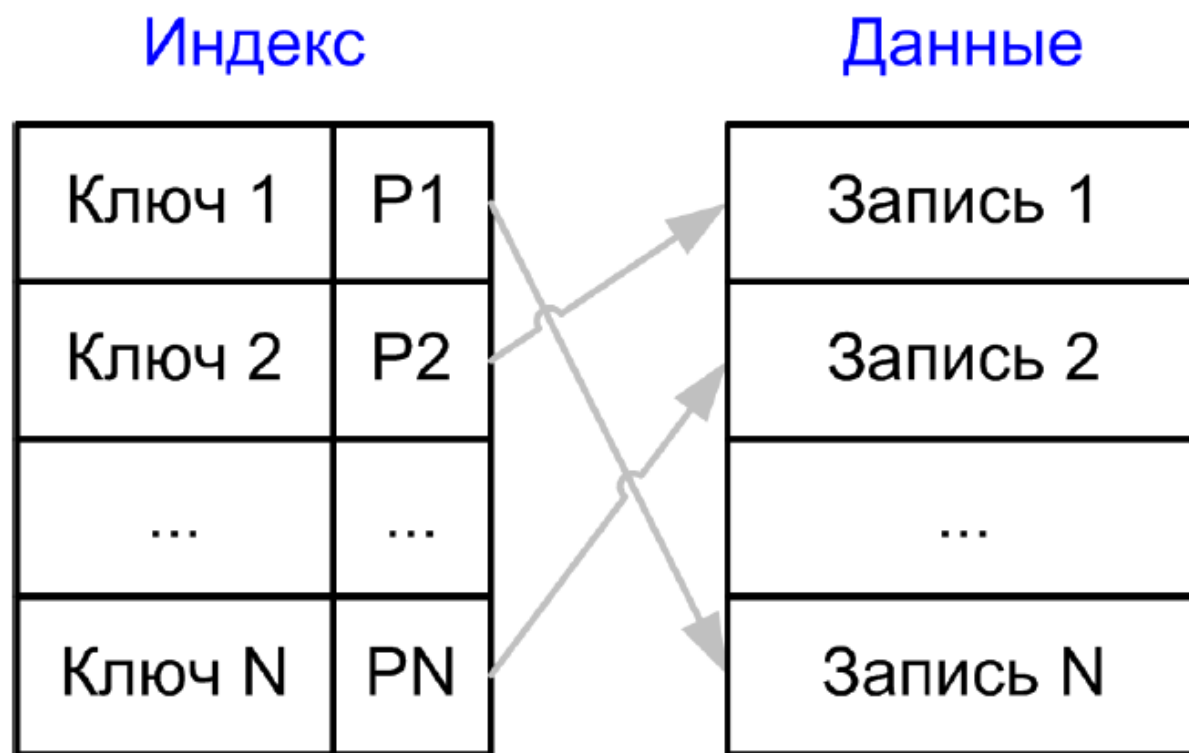 Индекс Данные
Ключ 1 P1 Запись 1
Ключ 2 P2 Запись 2
... ... ...
Ключ N PN Запись N